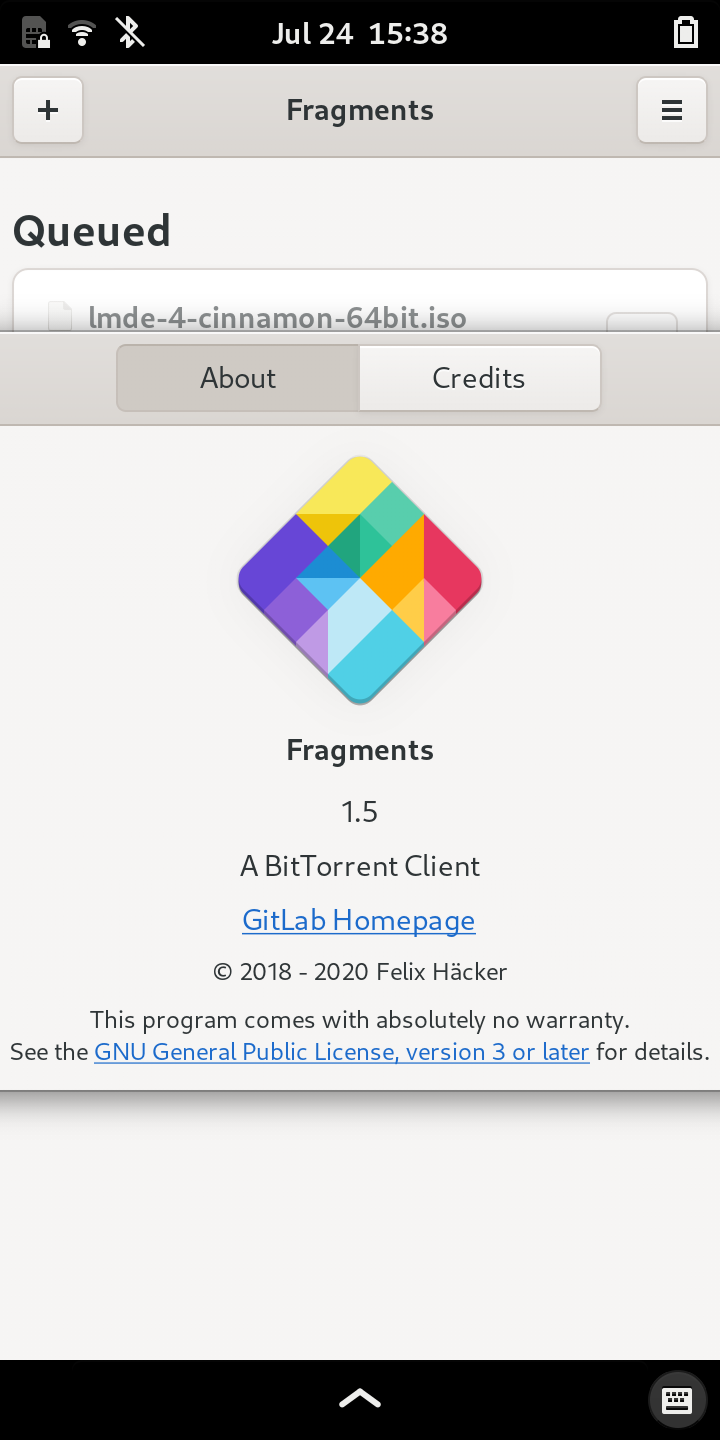 Jul 24 15:38
Fragments
Queued
lmde-4-cinnamon-64bit.iso
About
Credits
Fragments
1.5
A BitTorrent Client
GitLab Homepage
© 2018 - 2020 Felix Häcker
This program comes with absolutely no warranty.
See the GNU General Public License, version 3 or later for details.